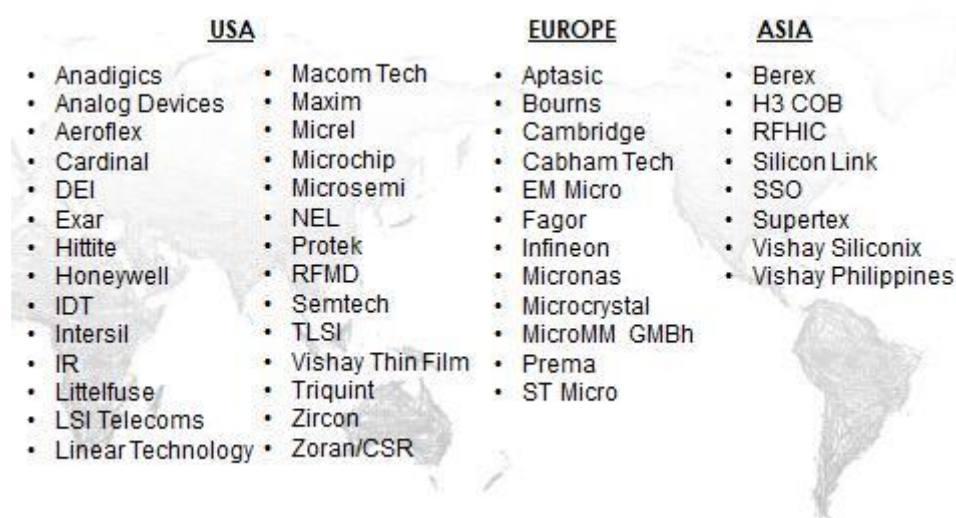 USA
• Anadigics
• Analog Devices
• Aeroflex
• Cardinal
• DEI
• Exar
• Hittite
• Honeywell
• IDT
• Intersil
• IR
• Littelfuse
• LSI Telecoms
• Linear Technology
• Macom Tech
• Maxim
• Micrel
• Microchip
• Microsemi
• NEL
• Protek
• RFMD
• Semtech
• TLSI
• Vishay Thin Film
• Triquint
• Zircon
• Zoran/CSR
EUROPE
• Aptasic
• Bourns
• Cambridge
• Cabham Tech
• EM Micro
• Fagor
• Infineon
• Micronas
• Microcrystal
• MicroMM GMBh
• Prema
• ST Micro
ASIA
• Berex
• H3 COB
• RFHIC
• Silicon Link
• SSO
• Supertex
• Vishay Siliconix
• Vishay Philippines